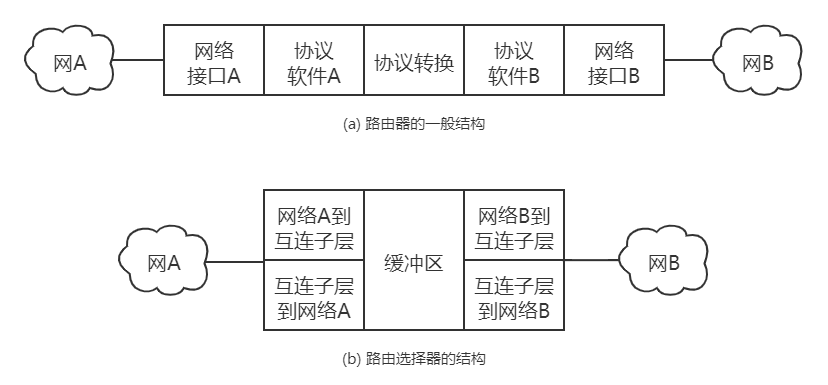 网A
网络
接口A
协议
软件A
协议转换
协议
软件B
网络
接口B
网B
(a) 路由器的一般结构
网A
网络A到
互连子层
互连子层
到网络A
缓冲区
网络B到
互连子层
互连子层
到网络B
网B
(b) 路由选择器的结构